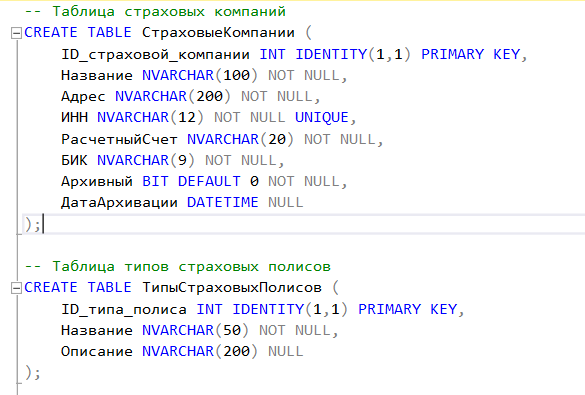 -- Таблица страховых компаний
CREATE TABLE СтраховыеКомпании (
ID_страховой_компании INT IDENTITY(1,1) PRIMARY KEY,
Название NVARCHAR(100) NOT NULL,
Адрес NVARCHAR(200) NOT NULL,
ИНН NVARCHAR(12) NOT NULL UNIQUE,
РасчетныйСчет NVARCHAR(20) NOT NULL,
БИК NVARCHAR(9) NOT NULL,
Архивный BIT DEFAULT 0 NOT NULL,
ДатаАрхивации DATETIME NULL
);
-- Таблица типов страховых полисов
CREATE TABLE ТипыСтраховыхПолисов (
ID_типа_полиса INT IDENTITY(1,1) PRIMARY KEY,
Название NVARCHAR(50) NOT NULL,
Описание NVARCHAR(200) NULL
);